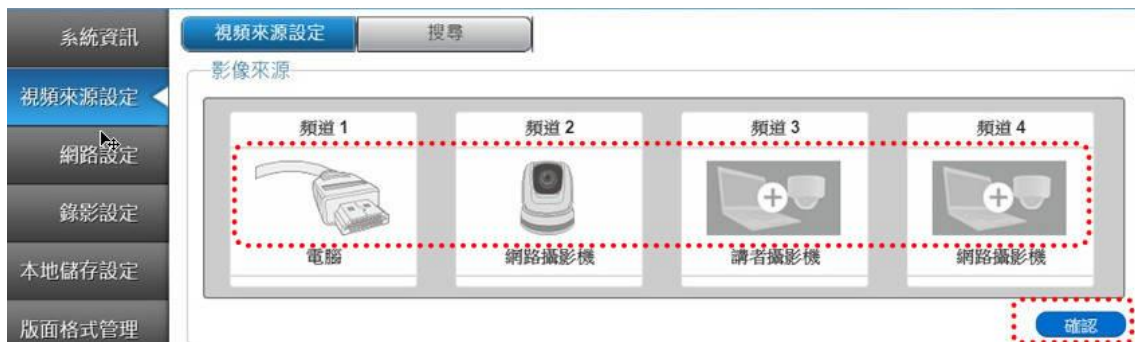 系統資訊
視頻來源設定
網路設定
錄影設定
本地儲存設定
版面格式管理
視頻來源設定 搜尋
影像來源
頻道 1 頻道 2 頻道 3 頻道 4
電腦 網路攝影機 講者攝影機 網路攝影機
確認